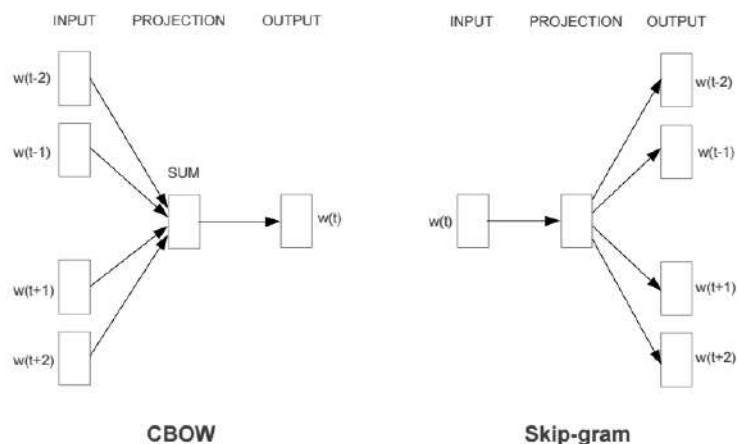 INPUT PROJECTION OUTPUT
w(t-2)
w(t-1)
SUM
w(t)
w(t+1)
w(t+2)
CBOW
INPUT PROJECTION OUTPUT
w(t-2)
w(t-1)
w(t)
w(t+1)
w(t+2)
Skip-gram